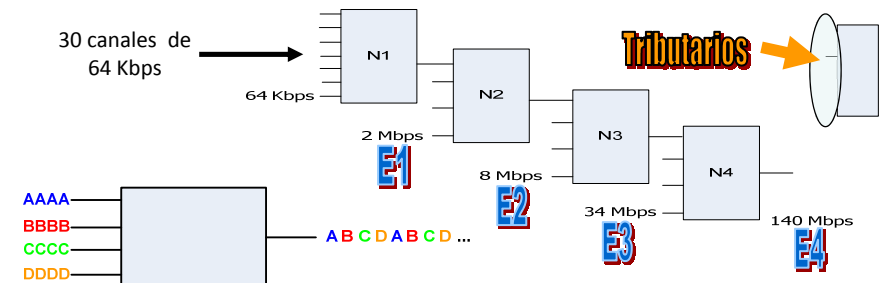 30 canales de
64 Kbps
N1
64 Kbps
Tributarios
N2
2 Mbps
E1
N3
8 Mbps
E2
N4
34 Mbps
E3
140 Mbps
E4
AAAA
BBBB
CCCC
DDDD
A B C D A B C D ...